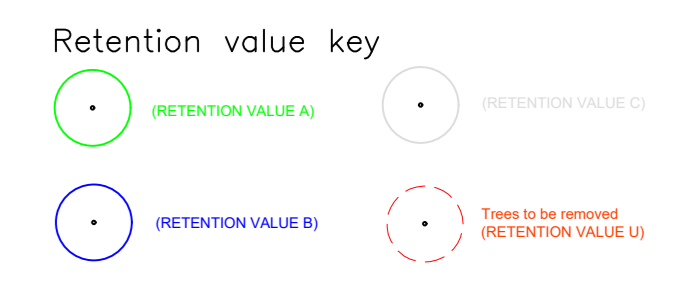 Retention value key
(RETENTION VALUE A)
(RETENTION VALUE C)
(RETENTION VALUE B)
Trees to be removed
(RETENTION VALUE U)